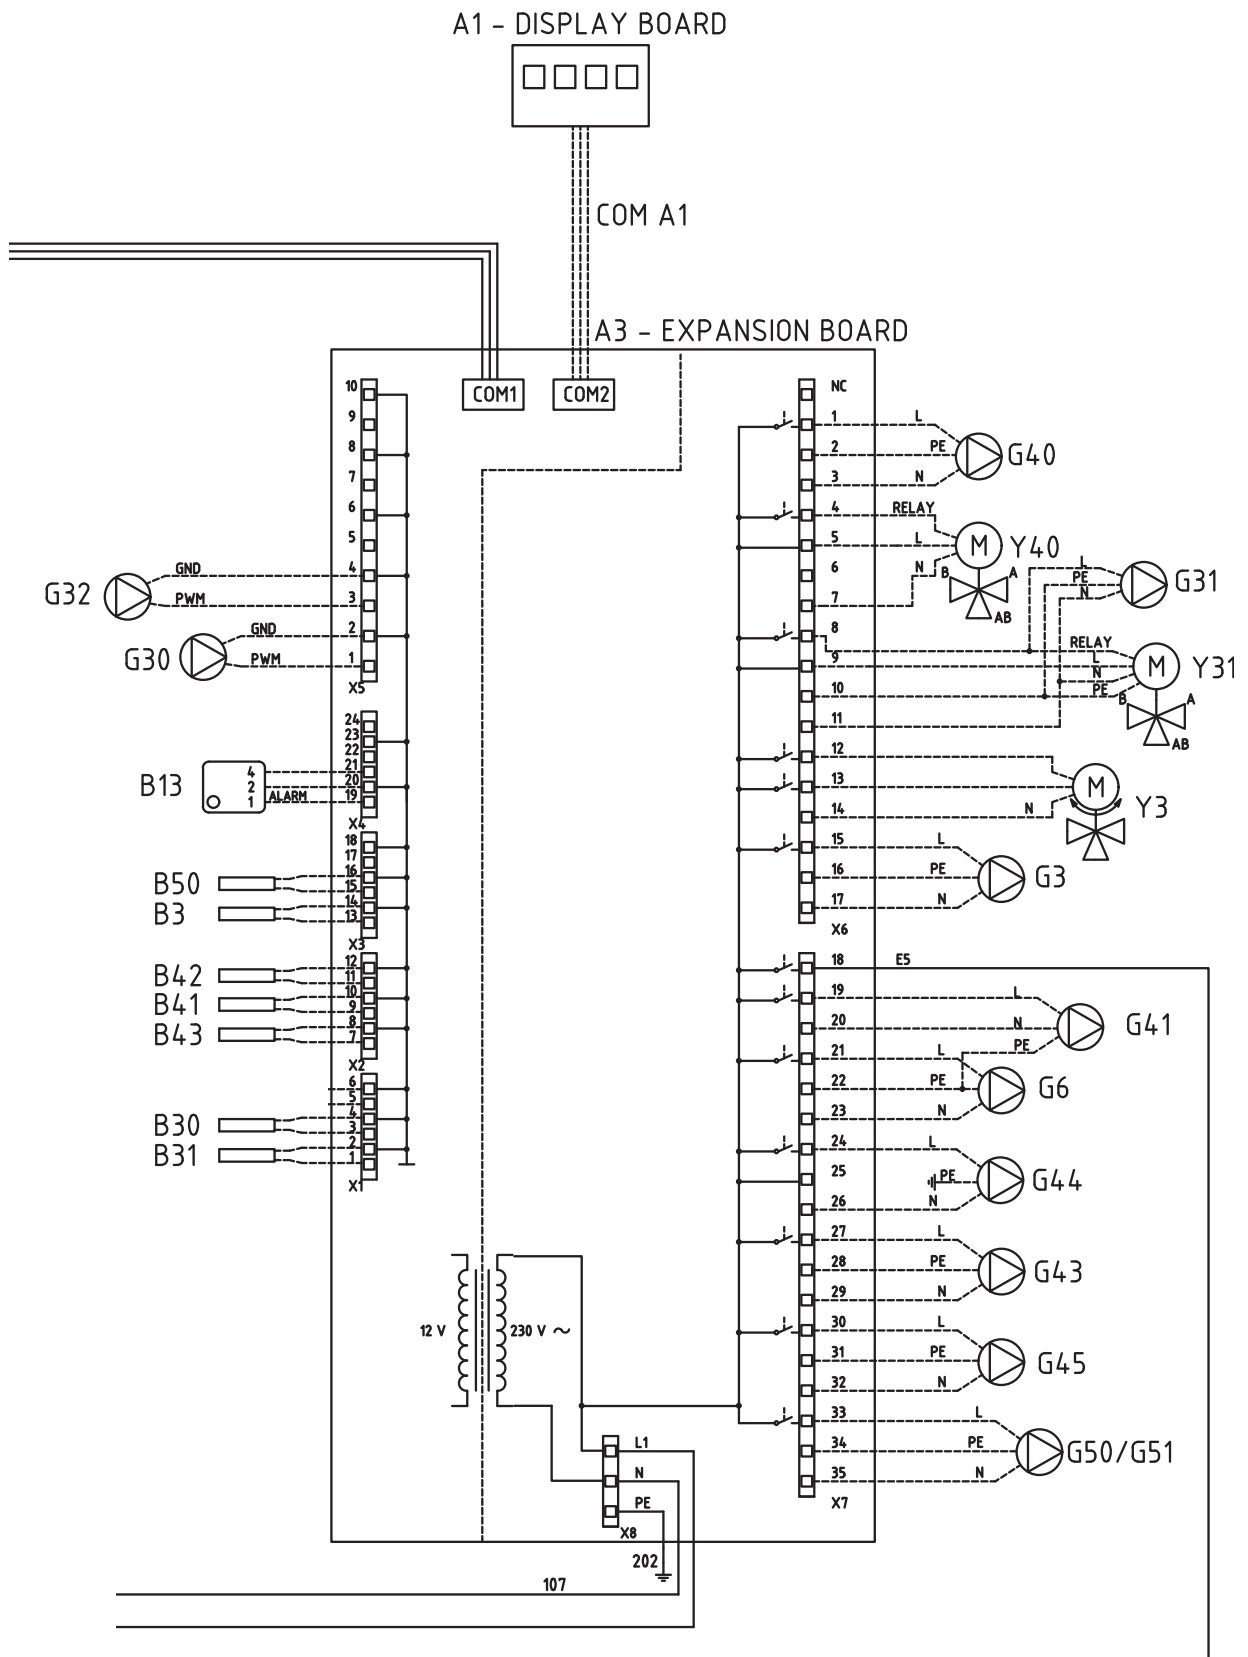 A1 - DISPLAY BOARD
COM A1
A3 - EXPANSION BOARD
COM1
COM2
10
9
8
7
6
5
4
3
2
1
X5
G32
GND
PWM
G30
GND
PWM
24
23
22
21
20
19
X4
B13
4
2
1
ALARM
18
17
16
15
14
13
X3
B50
B3
12
11
10
9
8
7
X2
B42
B41
B43
6
5
4
3
2
1
X1
B30
B31
12 V
230 V ~
L1
N
PE
X8
202
107
NC
1
2
3
4
5
6
7
8
9
10
11
12
13
14
15
16
17
X6
L
PE
N
G40
RELAY
L
N
M
Y40
B
A
AB
L
PE
N
G31
RELAY
L
N
PE
M
Y31
B
A
AB
N
M
Y3
L
PE
N
G3
18
19
20
21
22
23
24
25
26
27
28
29
30
31
32
33
34
35
X7
E5
L
N
PE
G41
L
PE
N
G6
L
PE
N
G44
L
PE
N
G43
L
PE
N
G45
L
PE
N
G50/G51